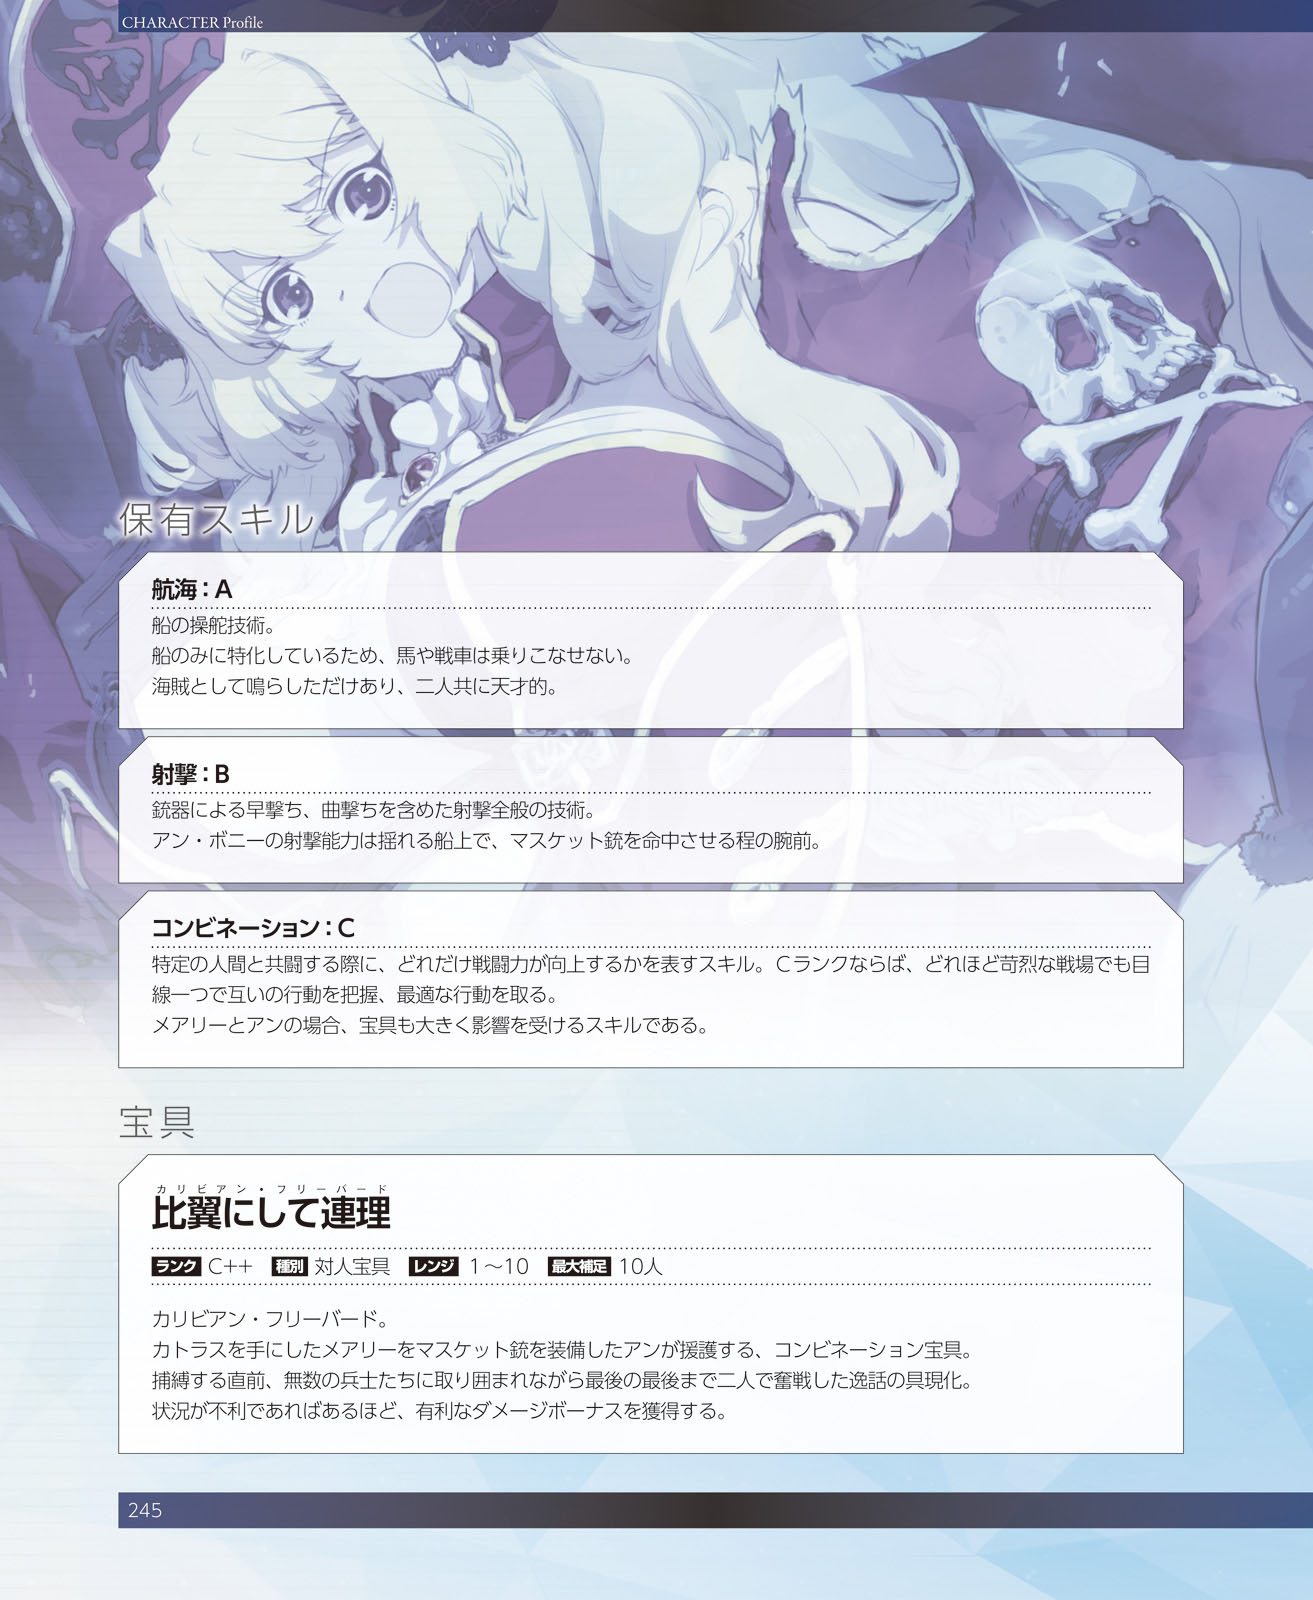 CHARACTER Profile
保有スキル
航海：A
船の操舵技術。
船のみに特化しているため、馬や戦車は乗りこなせない。
海賊として鳴らしただけあり、二人共に天才的。
射撃：B
銃器による早撃ち、曲撃ちを含めた射撃全般の技術。
アン・ボニーの射撃能力は揺れる船上で、マスケット銃を命中させる程の腕前。
コンビネーション：C
特定の人間と共闘する際に、どれだけ戦闘力が向上するかを表すスキル。Ｃランクならば、どれほど苛烈な戦場でも目
線一つで互いの行動を把握、最適な行動を取る。
メアリーとアンの場合、宝具も大きく影響を受けるスキルである。
宝具
カリビアン・フリーバード
比翼にして連理
ランク C++ 種別 対人宝具 レンジ 1～10 最大補足 10人
カリビアン・フリーバード。
カトラスを手にしたメアリーをマスケット銃を装備したアンが援護する、コンビネーション宝具。
捕縛する直前、無数の兵士たちに取り囲まれながら最後の最後まで二人で奮戦した逸話の具現化。
状況が不利であればあるほど、有利なダメージボーナスを獲得する。
245